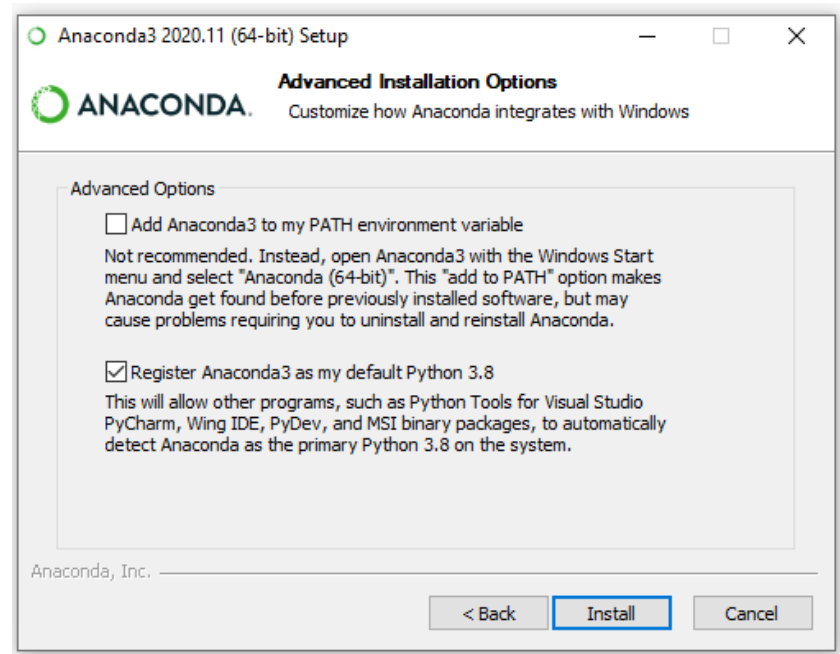 Anaconda3 2020.11 (64-bit) Setup
ANACONDA.
Advanced Installation Options
Customize how Anaconda integrates with Windows
Advanced Options
Add Anaconda3 to my PATH environment variable
Not recommended. Instead, open Anaconda3 with the Windows Start
menu and select "Anaconda (64-bit)". This "add to PATH" option makes
Anaconda get found before previously installed software, but may
cause problems requiring you to uninstall and reinstall Anaconda.
Register Anaconda3 as my default Python 3.8
This will allow other programs, such as Python Tools for Visual Studio
PyCharm, Wing IDE, PyDev, and MSI binary packages, to automatically
detect Anaconda as the primary Python 3.8 on the system.
Anaconda, Inc.
< Back
Install
Cancel